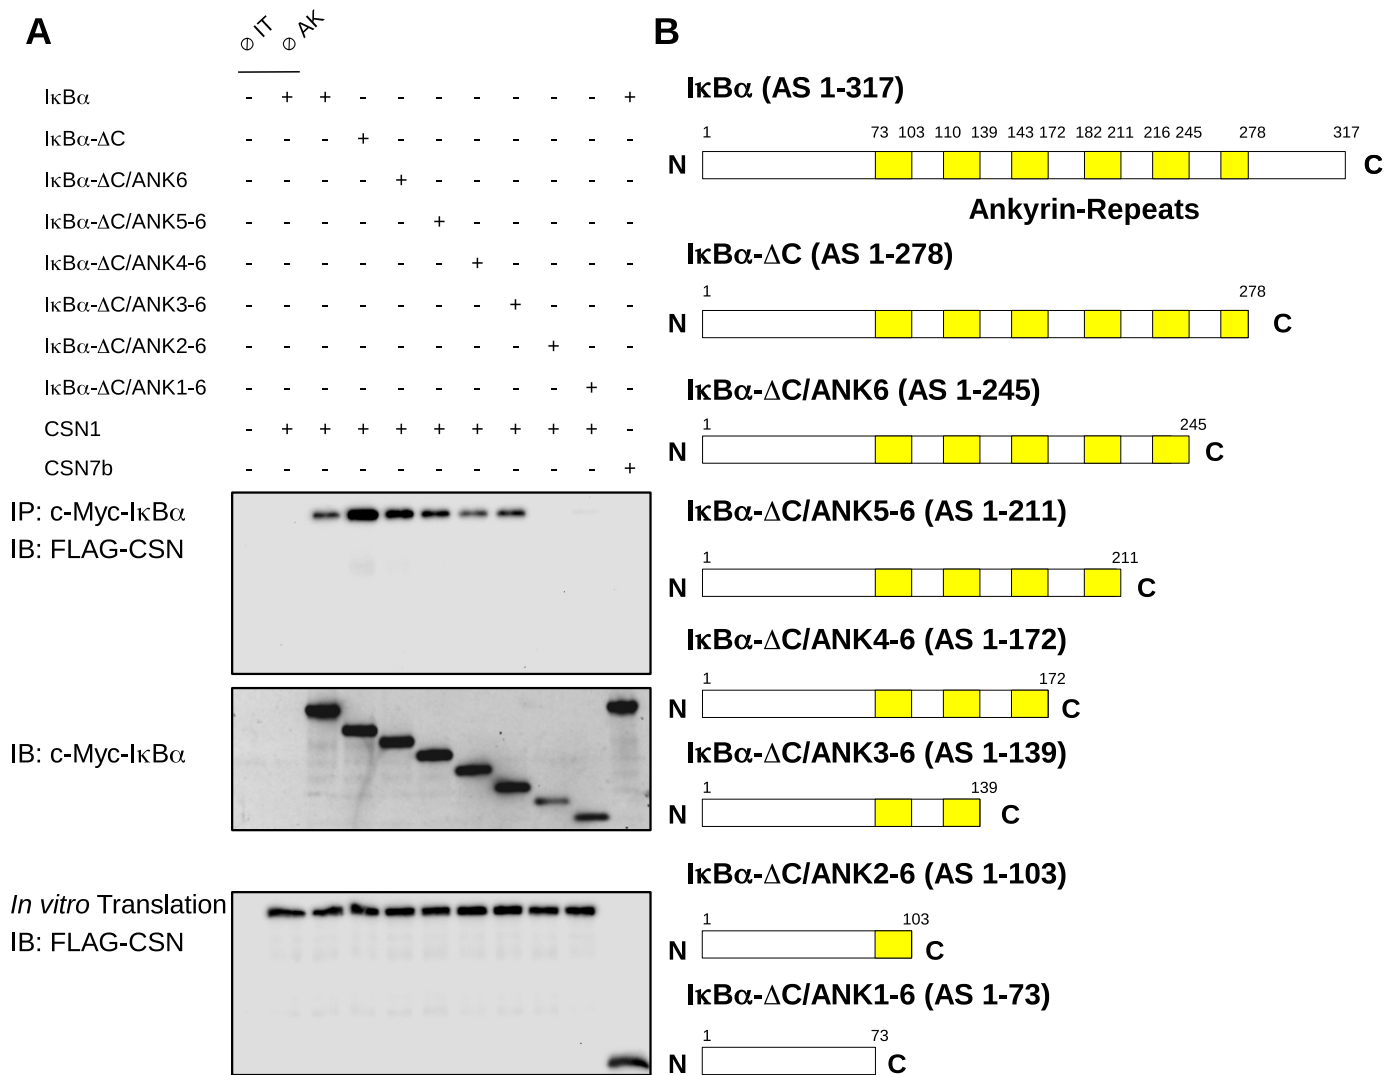 A
∅ IT ∅ AK
IκBα - + + - - - - - - - +
IκBα-ΔC - - - + - - - - - - -
IκBα-ΔC/ANK6 - - - - + - - - - - -
IκBα-ΔC/ANK5-6 - - - - - + - - - - -
IκBα-ΔC/ANK4-6 - - - - - - + - - - -
IκBα-ΔC/ANK3-6 - - - - - - - + - - -
IκBα-ΔC/ANK2-6 - - - - - - - - + - -
IκBα-ΔC/ANK1-6 - - - - - - - - - + -
CSN1 - + + + + + + + + + -
CSN7b - - - - - - - - - - +
IP: c-Myc-IκBα
IB: FLAG-CSN
IB: c-Myc-IκBα
In vitro Translation
IB: FLAG-CSN
B
IκBα (AS 1-317)
1 73 103 110 139 143 172 182 211 216 245 278 317
N C
Ankyrin-Repeats
IκBα-ΔC (AS 1-278)
1 278
N C
IκBα-ΔC/ANK6 (AS 1-245)
1 245
N C
IκBα-ΔC/ANK5-6 (AS 1-211)
1 211
N C
IκBα-ΔC/ANK4-6 (AS 1-172)
1 172
N C
IκBα-ΔC/ANK3-6 (AS 1-139)
1 139
N C
IκBα-ΔC/ANK2-6 (AS 1-103)
1 103
N C
IκBα-ΔC/ANK1-6 (AS 1-73)
1 73
N C